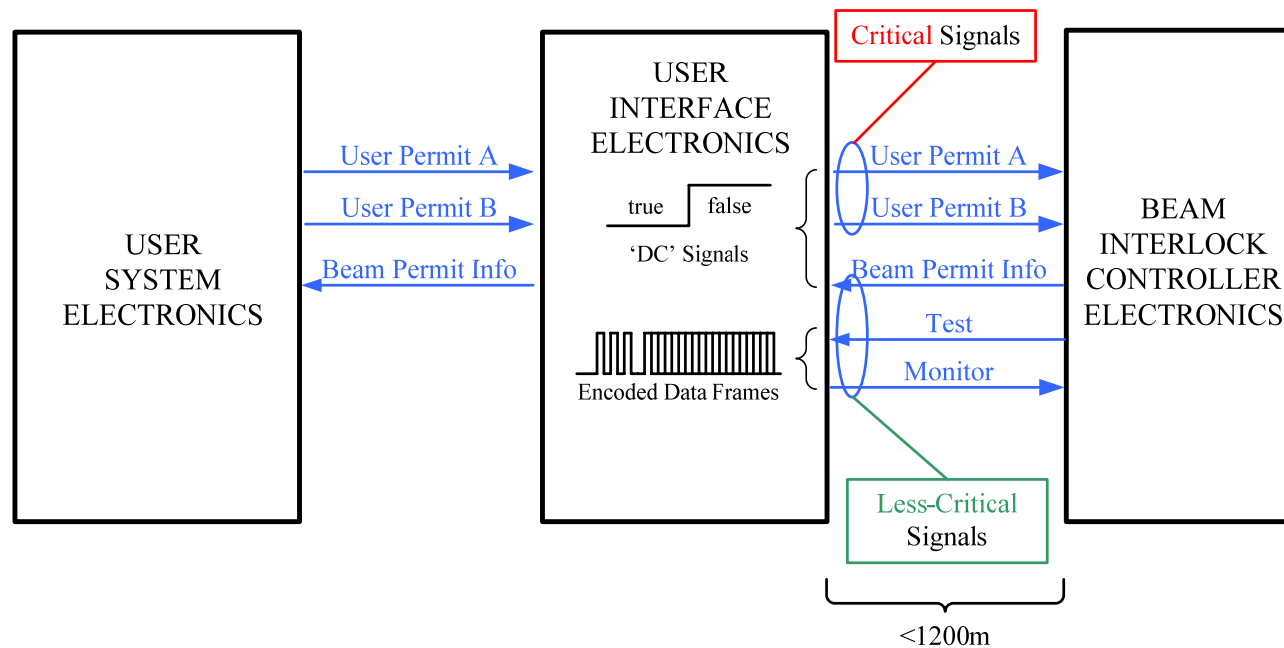 USER
SYSTEM
ELECTRONICS
User Permit A
User Permit B
Beam Permit Info
USER
INTERFACE
ELECTRONICS
true
false
‘DC’ Signals
Encoded Data Frames
Critical Signals
User Permit A
User Permit B
Beam Permit Info
Test
Monitor
Less-Critical
Signals
<1200m
BEAM
INTERLOCK
CONTROLLER
ELECTRONICS